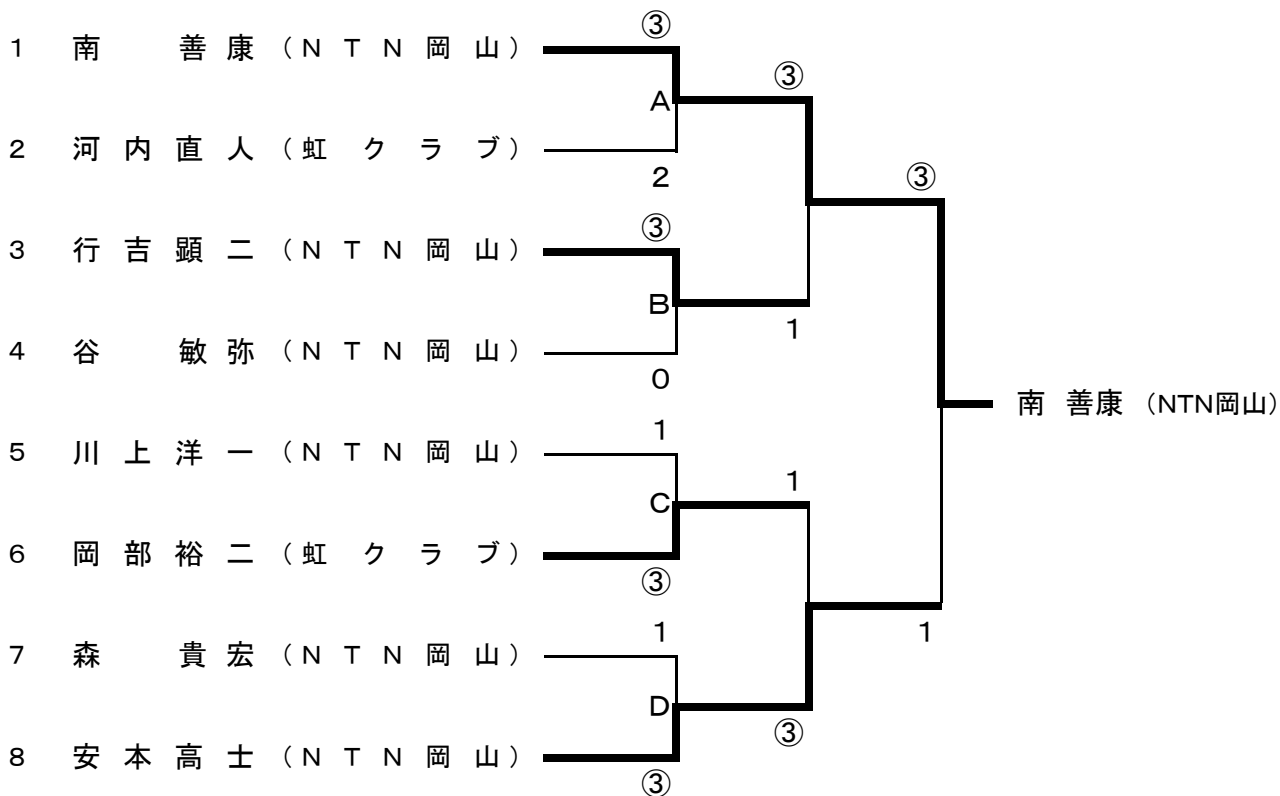 ③
1 南 善 康 (NTN岡山)
③
A
2 河内直人 (虹クラブ)
2
③
③
3 行吉顕二 (NTN岡山)
B
1
4 谷 敏弥 (NTN岡山)
0
南 善康 (NTN岡山)
1
5 川上洋一 (NTN岡山)
1
C
6 岡部裕二 (虹クラブ)
③
1
1
7 森 貴宏 (NTN岡山)
D
③
8 安本高士 (NTN岡山)
③